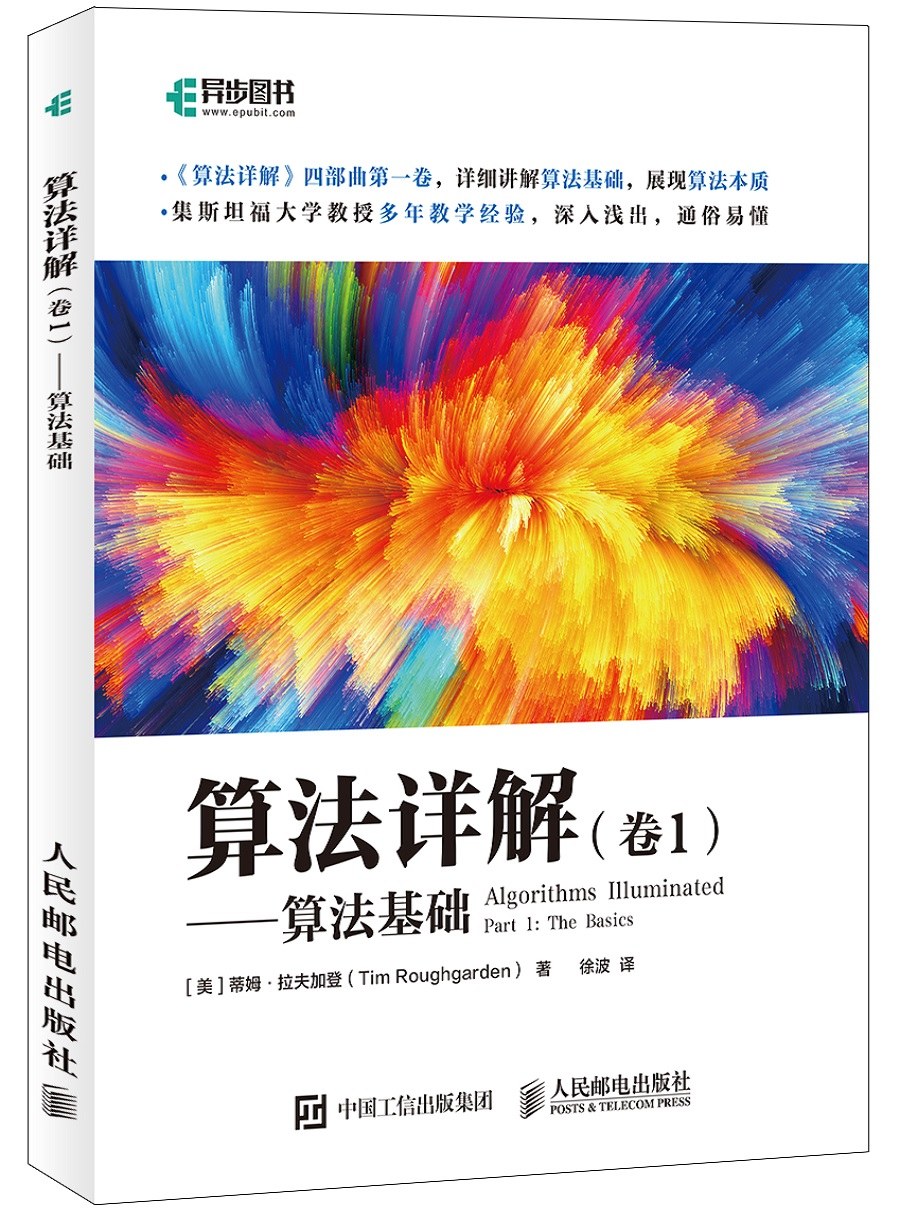 异步图书
www.epubit.com
•《算法详解》四部曲第一卷，详细讲解算法基础，展现算法本质
•集斯坦福大学教授多年教学经验，深入浅出，通俗易懂
算法详解（卷1）
——算法基础
Algorithms Illuminated
Part 1: The Basics
[美]蒂姆·拉夫加登（Tim Roughgarden） 著 徐波 译
中国工信出版集团
人民邮电出版社
POSTS & TELECOM PRESS
算法详解（卷1）——算法基础
人民邮电出版社